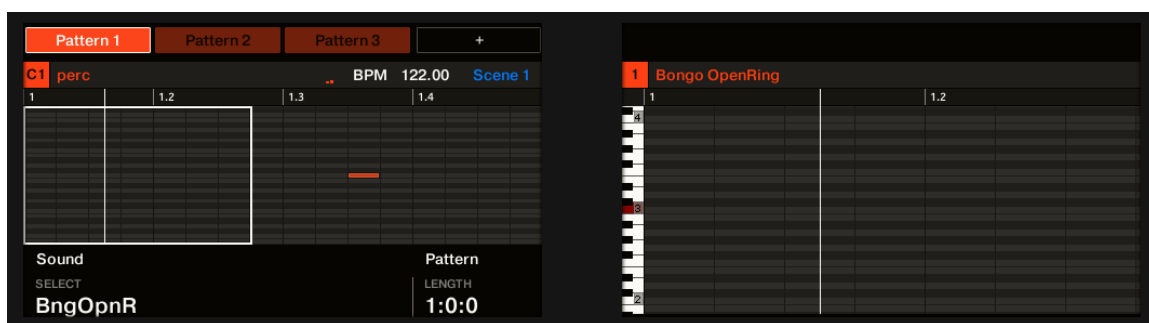 Pattern 1 Pattern 2 Pattern 3 +
C1 perc BPM 122.00 Scene 1
1 1.2 1.3 1.4
Sound Pattern
SELECT LENGTH
BngOpnR 1:0:0
1 Bongo OpenRing
1 1.2
4
3
2